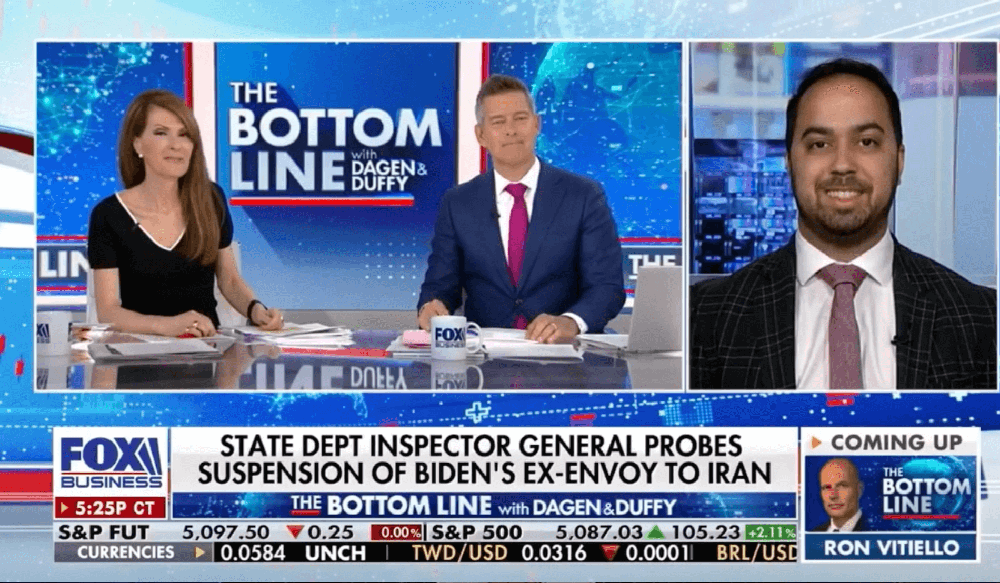 THE
BOTTOM
LINE with DAGEN&
DUFFY
LIN
THE
FOX
BUSINESS
FOX
BUSINESS
5:25P CT
STATE DEPT INSPECTOR GENERAL PROBES
SUSPENSION OF BIDEN'S EX-ENVOY TO IRAN
THE BOTTOM LINE with DAGEN&DUFFY
COMING UP
THE
BOTTOM
LINE
RON VITIELLO
S&P FUT 5,097.50 ▼0.25 0.00% S&P 500 5,087.03▲ 105.23 +2.11%
CURRENCIES 0.0584 UNCH TWD/USD 0.0316 ▼0.0001 BRL/USD